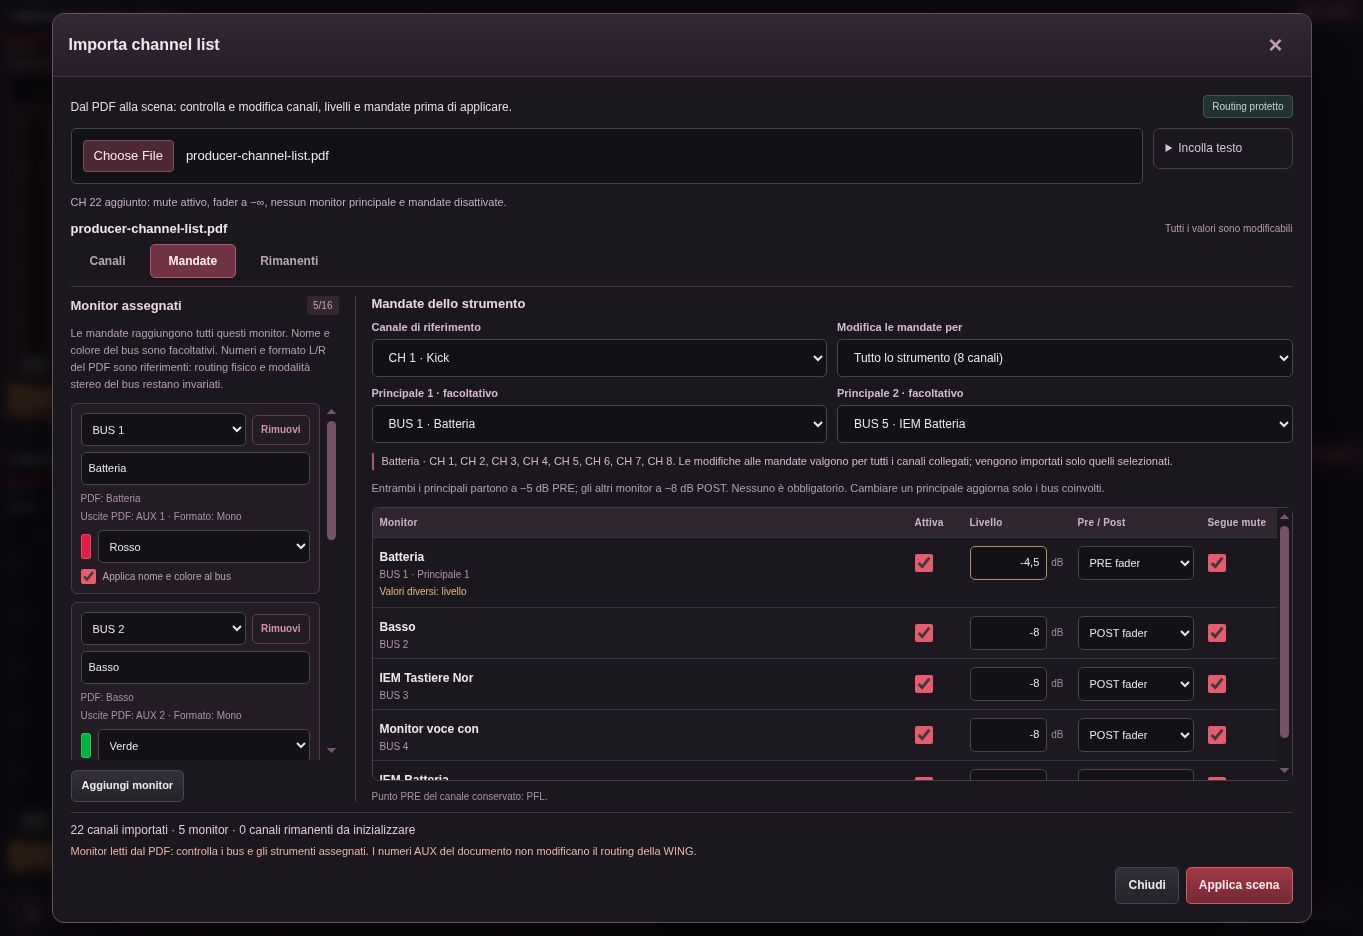 Importa channel list
×
Dal PDF alla scena: controlla e modifica canali, livelli e mandate prima di applicare.
Routing protetto
Choose File producer-channel-list.pdf
▶ Incolla testo
CH 22 aggiunto: mute attivo, fader a −∞, nessun monitor principale e mandate disattivate.
producer-channel-list.pdf
Tutti i valori sono modificabili
Canali Mandate Rimanenti
Monitor assegnati 5/16
Le mandate raggiungono tutti questi monitor. Nome e
colore del bus sono facoltativi. Numeri e formato L/R
del PDF sono riferimenti: routing fisico e modalità
stereo del bus restano invariati.
BUS 1 Rimuovi
Batteria
PDF: Batteria
Uscite PDF: AUX 1 · Formato: Mono
Rosso
Applica nome e colore al bus
BUS 2 Rimuovi
Basso
PDF: Basso
Uscite PDF: AUX 2 · Formato: Mono
Verde
Aggiungi monitor
Mandate dello strumento
Canale di riferimento Modifica le mandate per
CH 1 · Kick Tutto lo strumento (8 canali)
Principale 1 · facoltativo Principale 2 · facoltativo
BUS 1 · Batteria BUS 5 · IEM Batteria
Batteria · CH 1, CH 2, CH 3, CH 4, CH 5, CH 6, CH 7, CH 8. Le modifiche alle mandate valgono per tutti i canali collegati; vengono importati solo quelli selezionati.
Entrambi i principali partono a −5 dB PRE; gli altri monitor a −8 dB POST. Nessuno è obbligatorio. Cambiare un principale aggiorna solo i bus coinvolti.
Monitor Attiva Livello Pre / Post Segue mute
Batteria
BUS 1 · Principale 1
Valori diversi: livello
-4,5 dB PRE fader
Basso
BUS 2
-8 dB POST fader
IEM Tastiere Nor
BUS 3
-8 dB POST fader
Monitor voce con
BUS 4
-8 dB POST fader
IEM Batteria
Punto PRE del canale conservato: PFL.
22 canali importati · 5 monitor · 0 canali rimanenti da inizializzare
Monitor letti dal PDF: controlla i bus e gli strumenti assegnati. I numeri AUX del documento non modificano il routing della WING.
Chiudi Applica scena